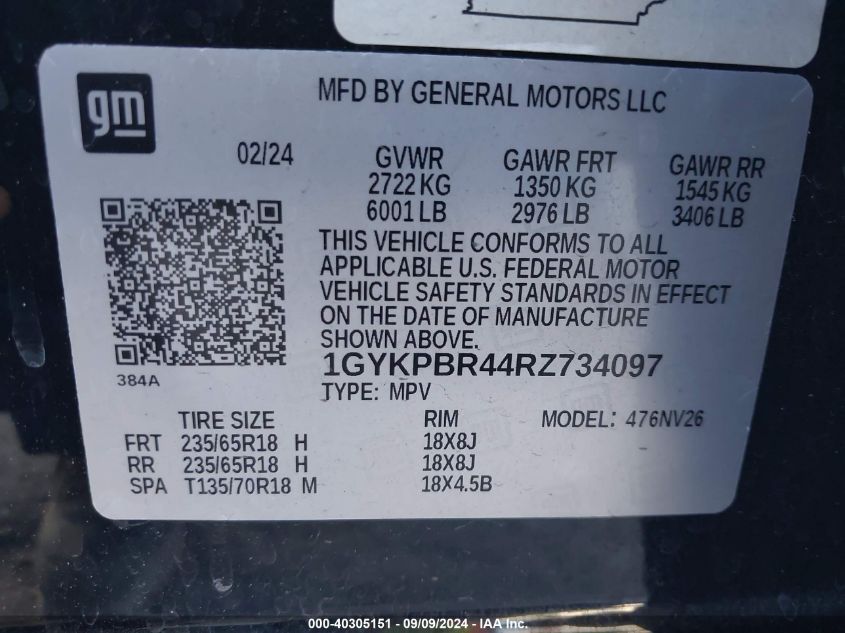 gm
MFD BY GENERAL MOTORS LLC
02/24 GVWR GAWR FRT GAWR RR
2722 KG 1350 KG 1545 KG
6001 LB 2976 LB 3406 LB
THIS VEHICLE CONFORMS TO ALL
APPLICABLE U.S. FEDERAL MOTOR
VEHICLE SAFETY STANDARDS IN EFFECT
ON THE DATE OF MANUFACTURE
SHOWN ABOVE.
1GYKPBR44RZ734097
384A
TYPE: MPV
TIRE SIZE RIM MODEL: 476NV26
FRT 235/65R18 H 18X8J
RR 235/65R18 H 18X8J
SPA T135/70R18 M 18X4.5B
000-40305151 - 09/09/2024 - IAA Inc.